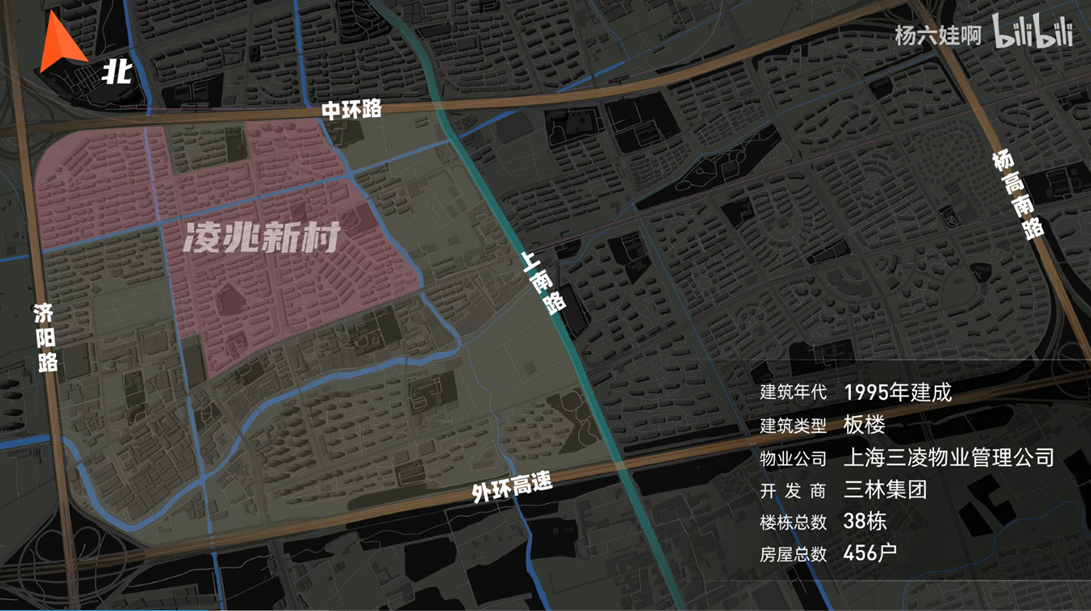 杨六娃啊 bilibili
北
中环路
杨高南路
凌兆新村
上南路
济阳路
外环高速
建筑年代 1995年建成
建筑类型 板楼
物业公司 上海三凌物业管理公司
开发商 三林集团
楼栋总数 38栋
房屋总数 456户